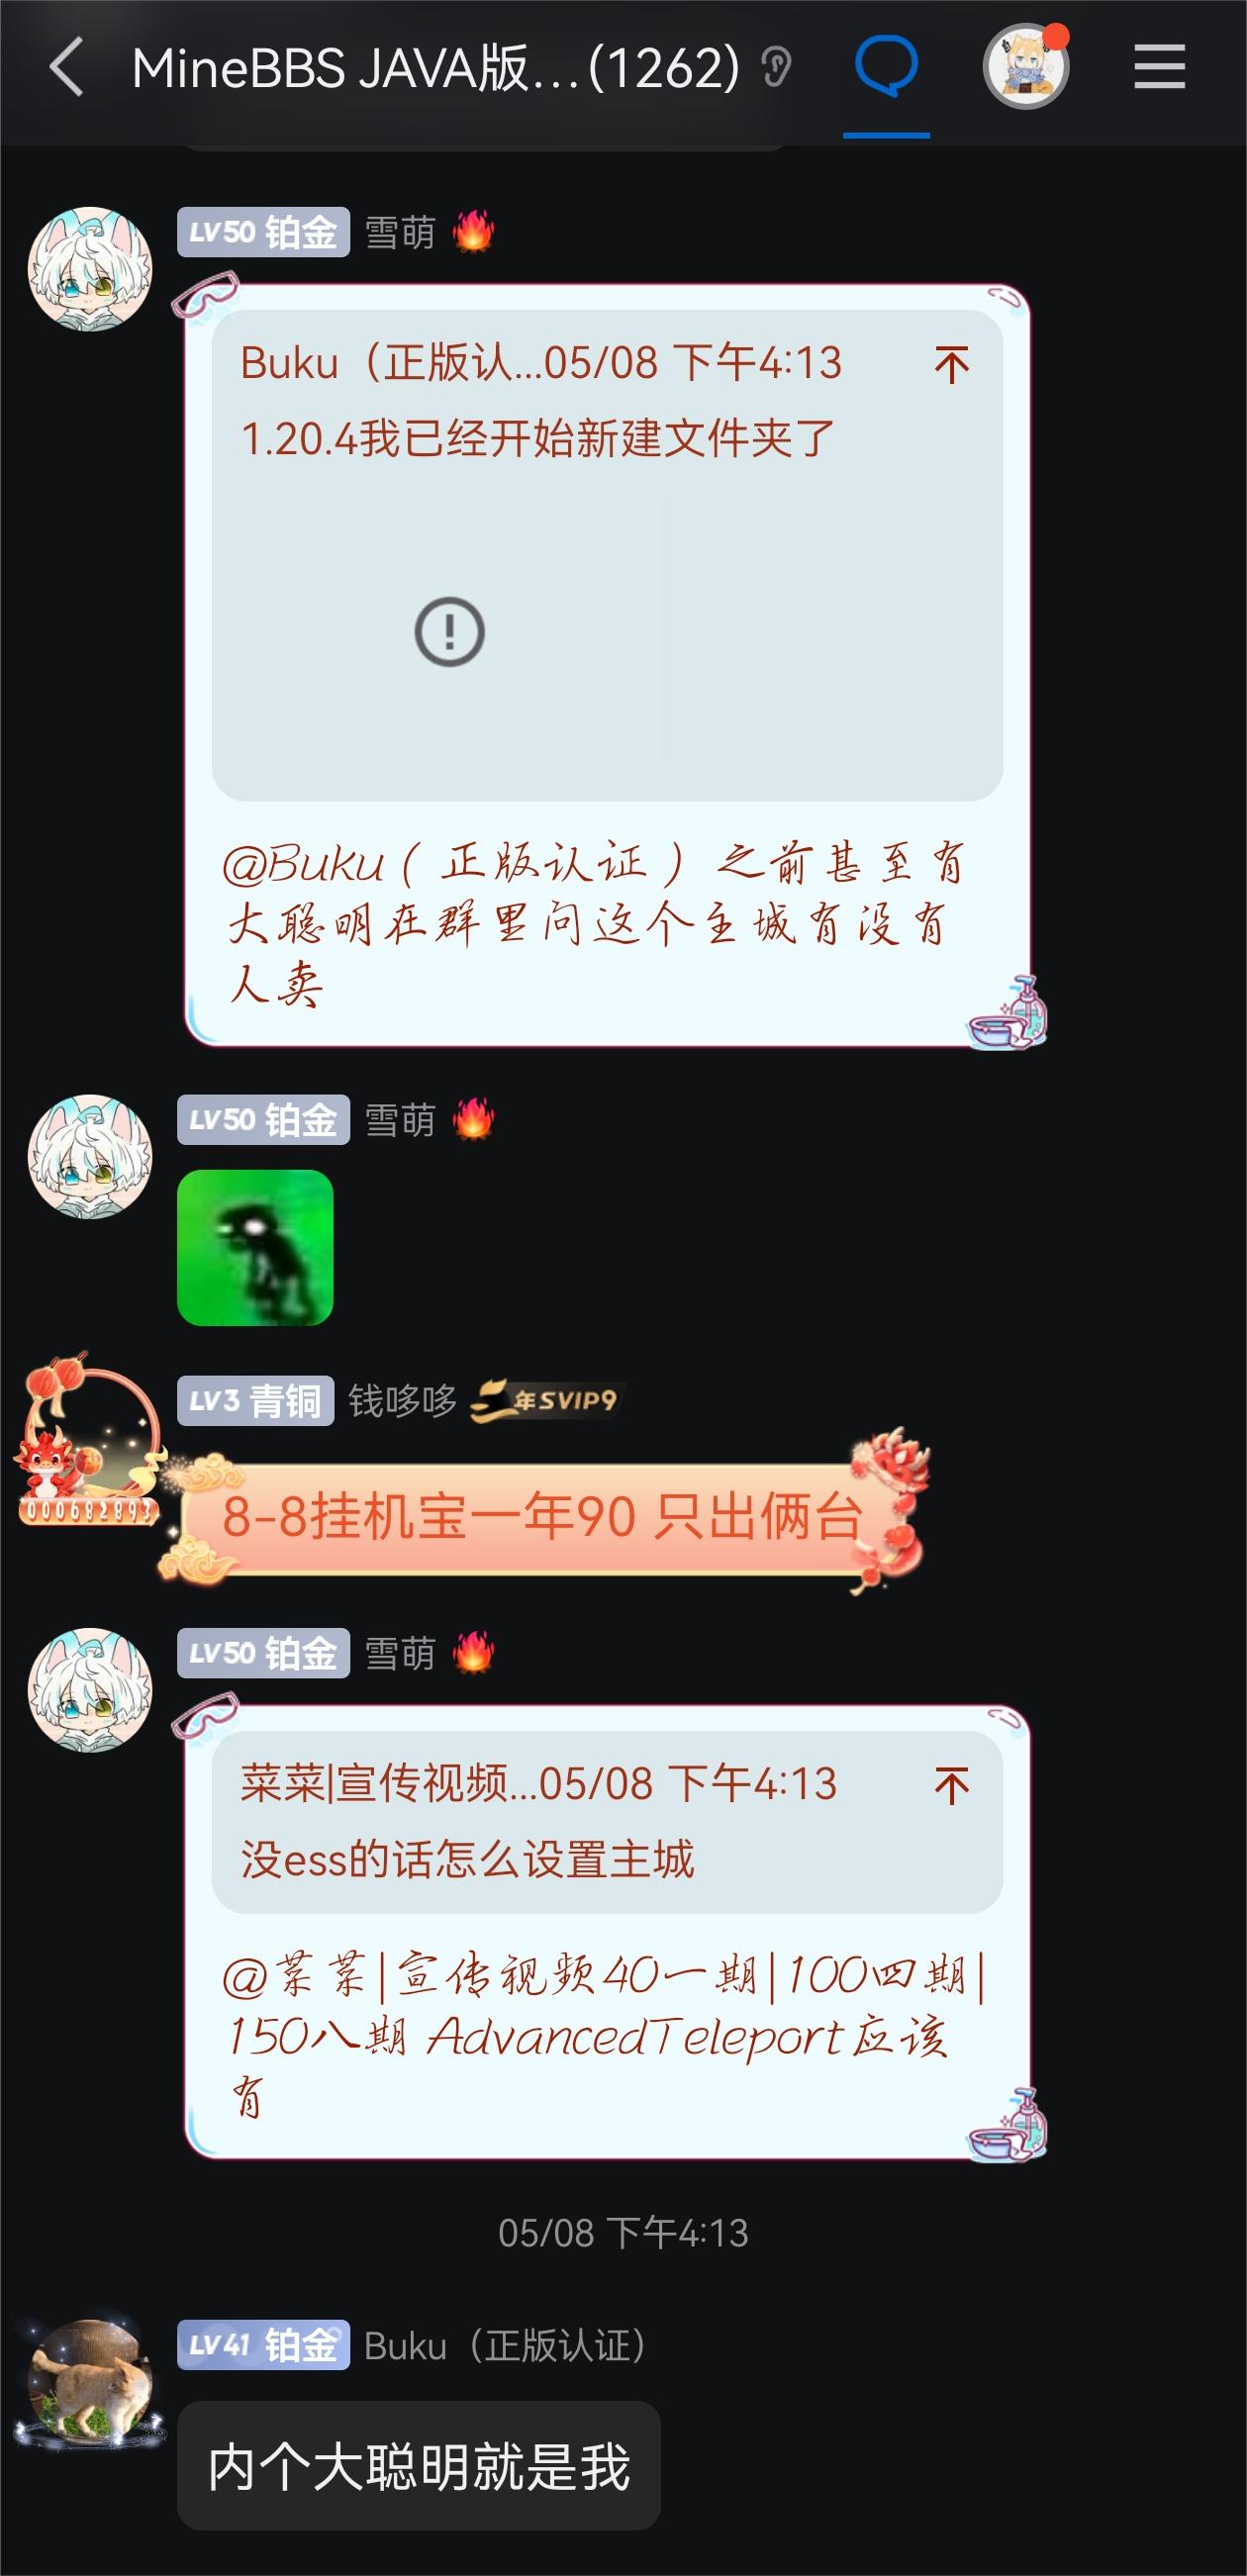 MineBBS JAVA版...(1262)
LV50 铂金 雪萌
Buku（正版认...05/08 下午4:13
1.20.4我已经开始新建文件夹了
@Buku（正版认证）之前甚至有
大聪明在群里问这个主城有没有
人卖
LV50 铂金 雪萌
LV3 青铜 钱哆哆 年SVIP9
000682893
8-8挂机宝一年90 只出俩台
LV50 铂金 雪萌
菜菜|宣传视频...05/08 下午4:13
没ess的话怎么设置主城
@菜菜|宣传视频40一期|100四期|
150八期 AdvancedTeleport应该
有
05/08 下午4:13
LV41 铂金 Buku（正版认证）
内个大聪明就是我